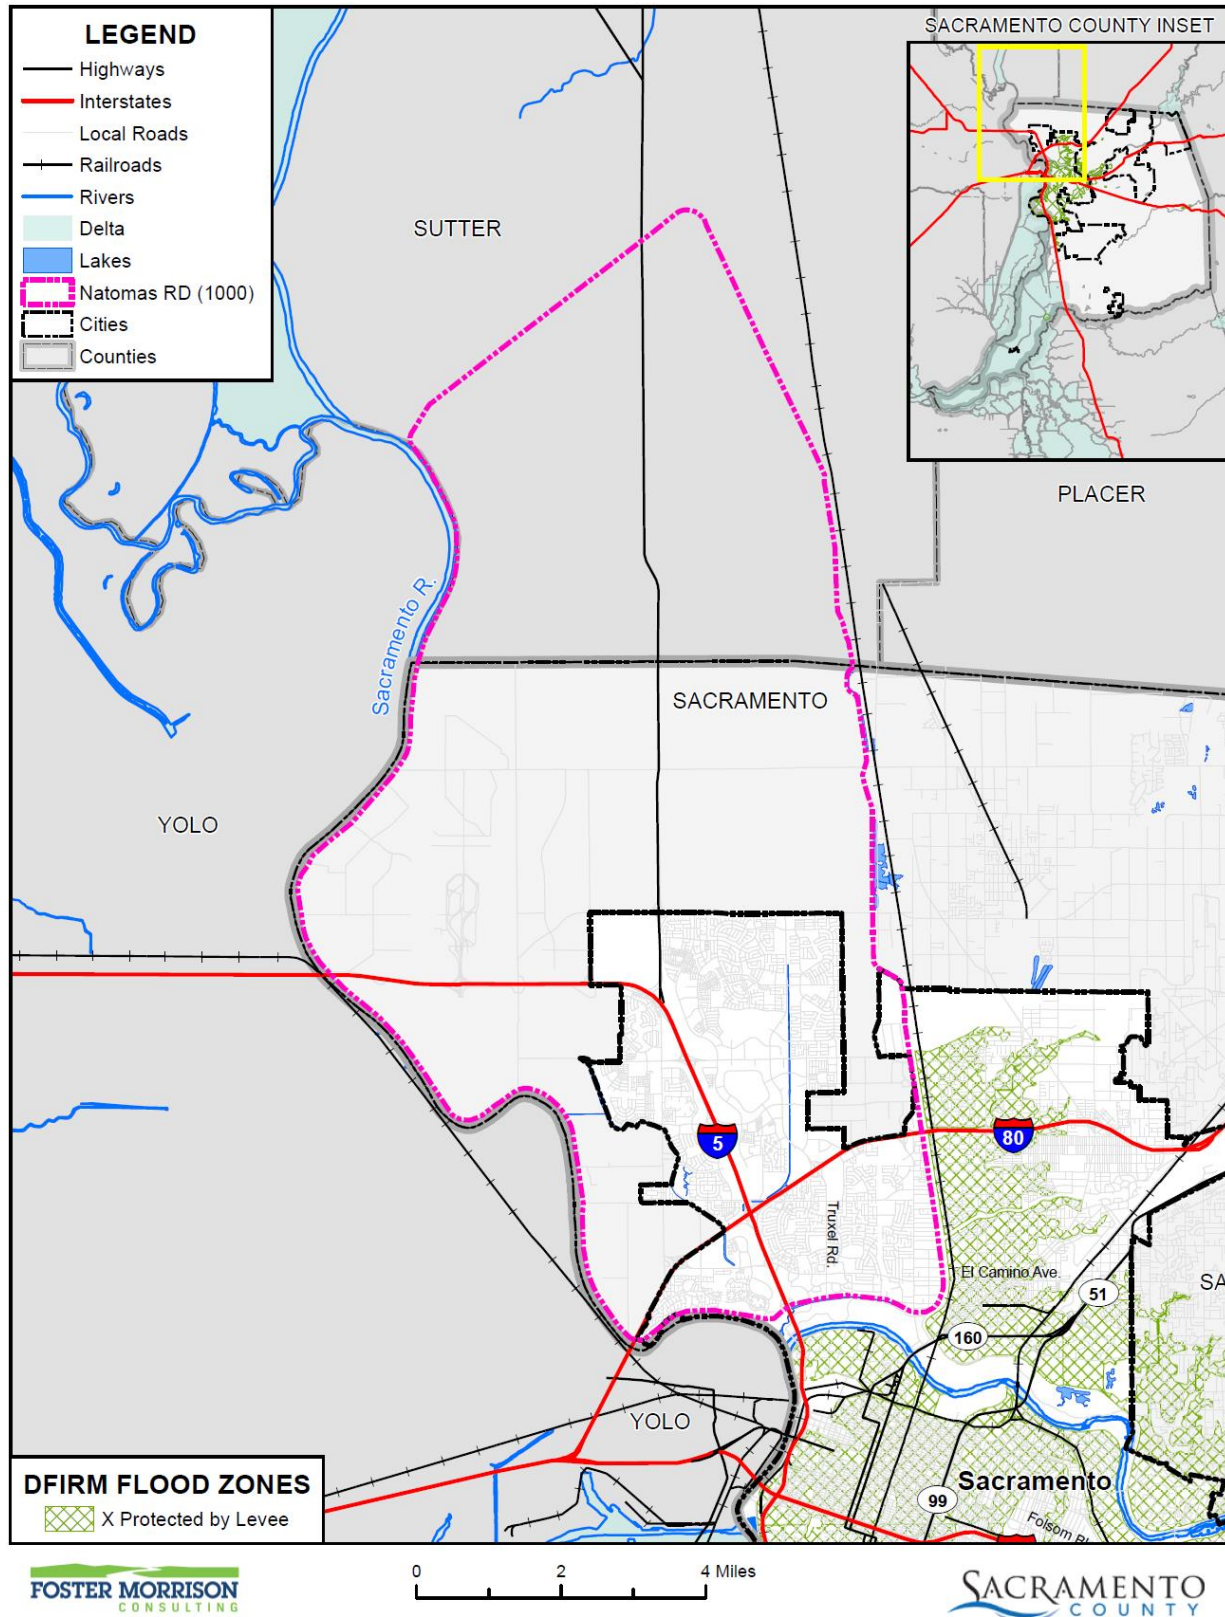 LEGEND
Highways
Interstates
Local Roads
Railroads
Rivers
Delta
Lakes
Natomas RD (1000)
Cities
Counties
SACRAMENTO COUNTY INSET
SUTTER
PLACER
Sacramento R.
SACRAMENTO
YOLO
5
80
Truxel Rd.
El Camino Ave.
SA
51
160
YOLO
Sacramento
99
Folsom Bl
DFIRM FLOOD ZONES
X Protected by Levee
FOSTER MORRISON
CONSULTING
0 2 4 Miles
SACRAMENTO
COUNTY